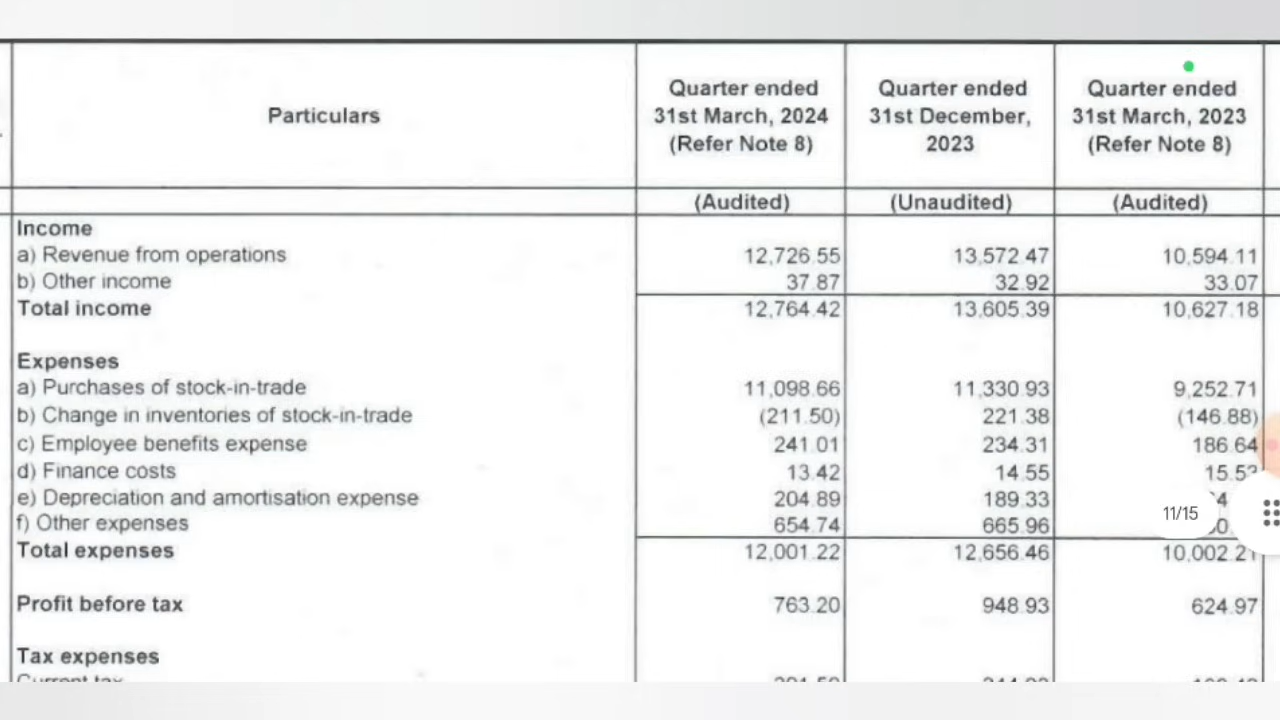 Particulars
Quarter ended 31st March, 2024 (Refer Note 8)
Quarter ended 31st December, 2023
Quarter ended 31st March, 2023 (Refer Note 8)
(Audited) (Unaudited) (Audited)
Income
a) Revenue from operations 12,726.55 13,572.47 10,594.11
b) Other income 37.87 32.92 33.07
Total income 12,764.42 13,605.39 10,627.18
Expenses
a) Purchases of stock-in-trade 11,098.66 11,330.93 9,252.71
b) Change in inventories of stock-in-trade (211.50) 221.38 (146.88)
c) Employee benefits expense 241.01 234.31 186.64
d) Finance costs 13.42 14.55
e) Depreciation and amortisation expense 204.89 189.33
f) Other expenses 654.74 665.96
11/15
Total expenses 12,001.22 12,656.46 10,002.21
Profit before tax 763.20 948.93 624.97
Tax expenses
Current tax